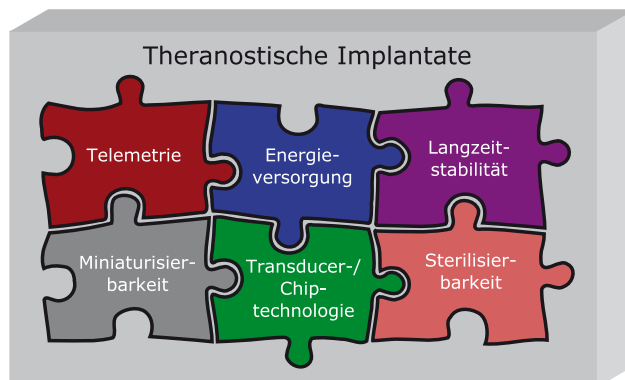 Theranostische Implantate
Telemetrie
Energie-
versorgung
Langzeit-
stabilität
Miniaturisier-
barkeit
Transducer-/
Chip-
technologie
Sterilisier-
barkeit